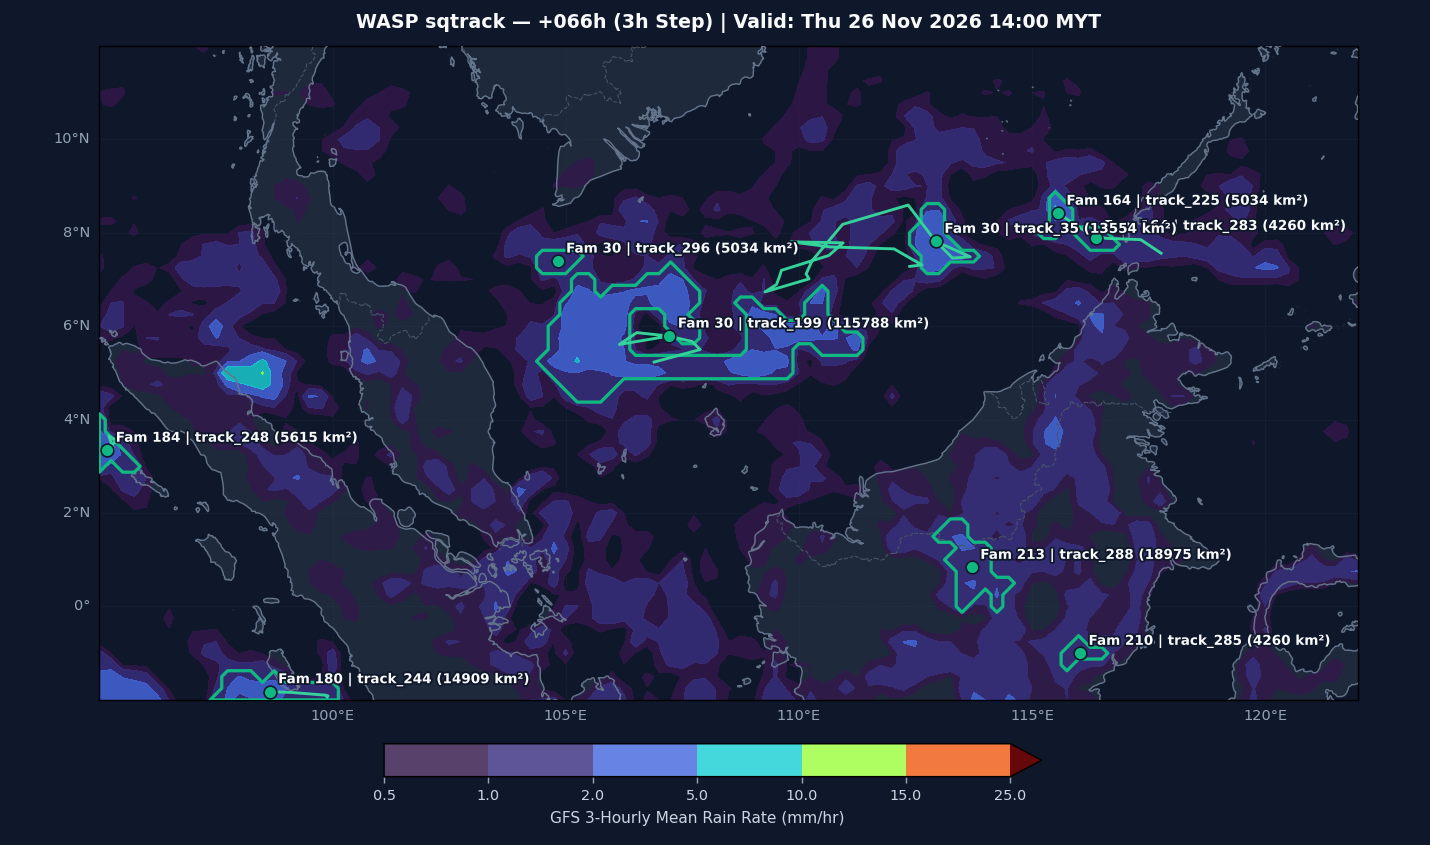 WASP sqtrack — +066h (3h Step) | Valid: Thu 26 Nov 2026 14:00 MYT
10°N
8°N
6°N
4°N
2°N
0°
Fam 164 | track_225 (5034 km²)
track_283 (4260 km²)
Fam 30 | track_35 (13554 km²)
Fam 30 | track_296 (5034 km²)
Fam 30 | track_199 (115788 km²)
Fam 184 | track_248 (5615 km²)
Fam 213 | track_288 (18975 km²)
Fam 210 | track_285 (4260 km²)
Fam 180 | track_244 (14909 km²)
100°E 105°E 110°E 115°E 120°E
0.5 1.0 2.0 5.0 10.0 15.0 25.0
GFS 3-Hourly Mean Rain Rate (mm/hr)